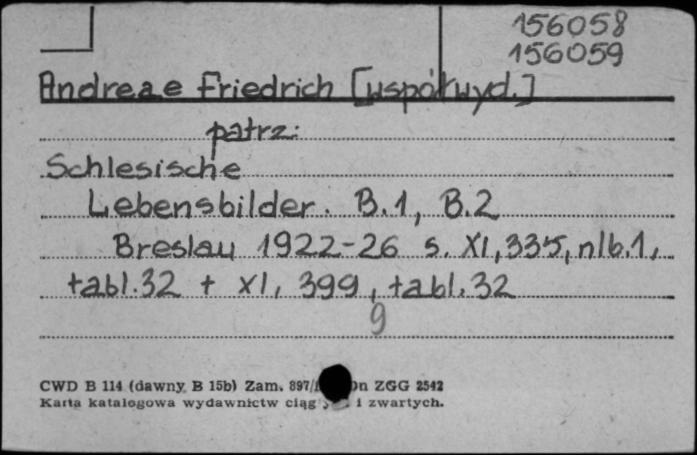 156058
156059
Andreae Friedrich [współwyd.]
patrz:
Schlesische
Lebensbilder. B.1, B.2
Breslau 1922-26 s. XI, 335, nlb.1,
tabl. 32 + XI, 399, tabl. 32
9
CWD B 114 (dawny B 15b) Zam. 897/ ZGG 2542
Karta katalogowa wydawnictw i zwartych.